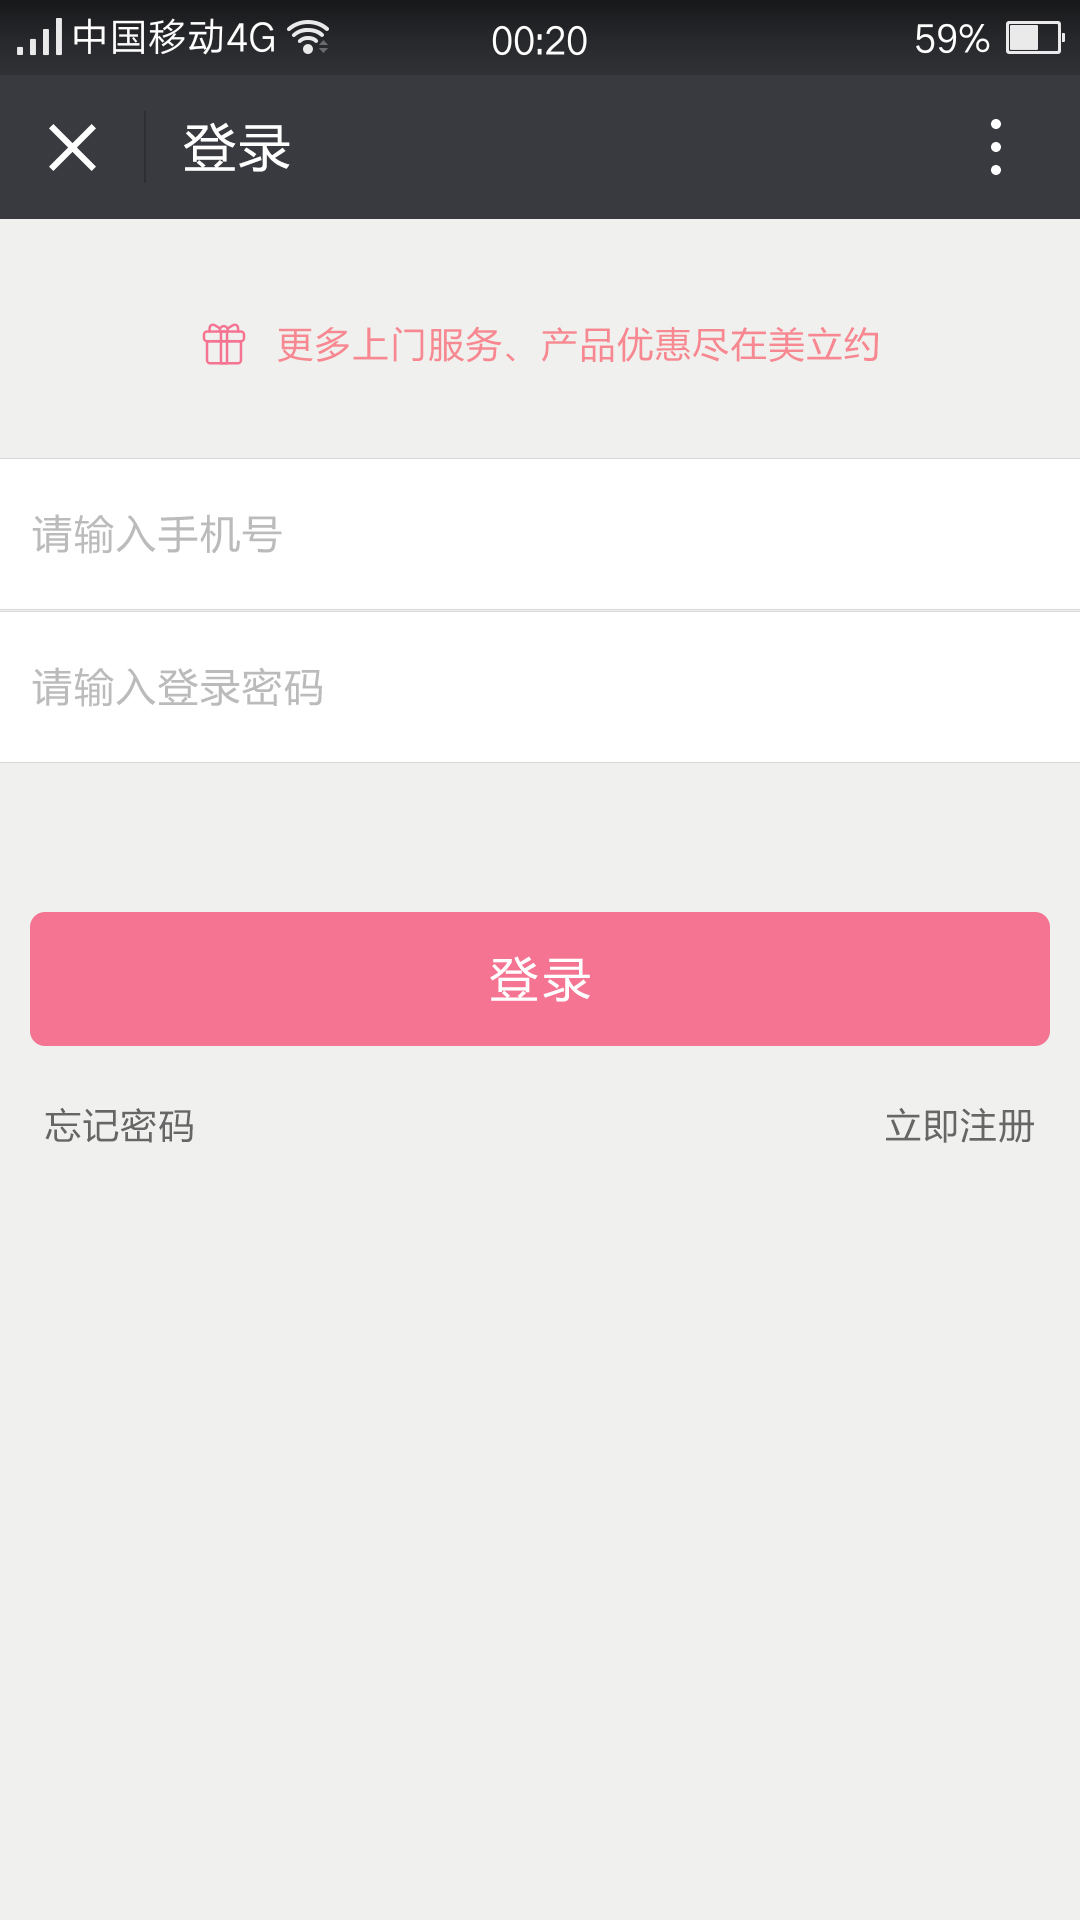 中国移动4G 00:20 59%
登录
更多上门服务、产品优惠尽在美立约
请输入手机号
请输入登录密码
登录
忘记密码 立即注册